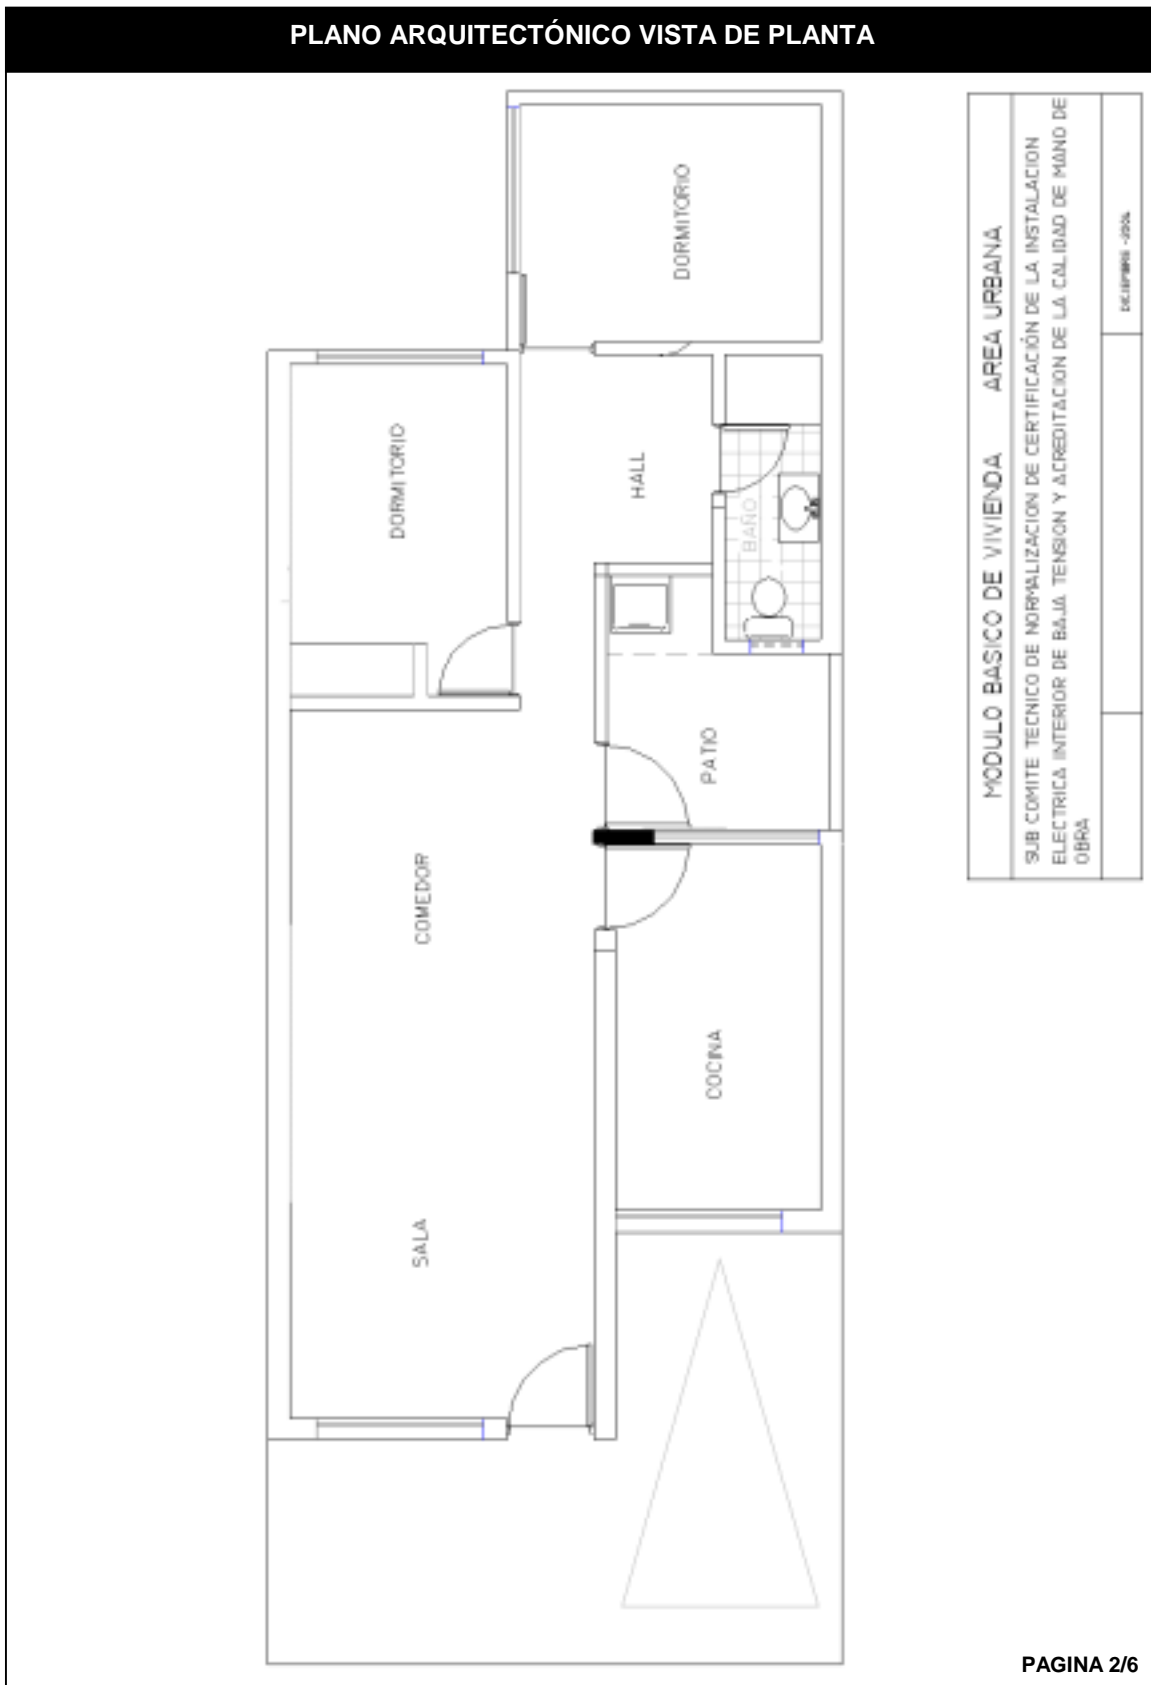 PLANO ARQUITECTÓNICO VISTA DE PLANTA
DORMITORIO
DORMITORIO
HALL
BAÑO
PATIO
COMEDOR
COCINA
SALA
MODULO BASICO DE VIVIENDA AREA URBANA
SUB COMITE TECNICO DE NORMALIZACION DE CERTIFICACIÓN DE LA INSTALACION
ELECTRICA INTERIOR DE BAJA TENSION Y ACREDITACION DE LA CALIDAD DE MANO DE
OBRA
DICIEMBRE -2004
PAGINA 2/6